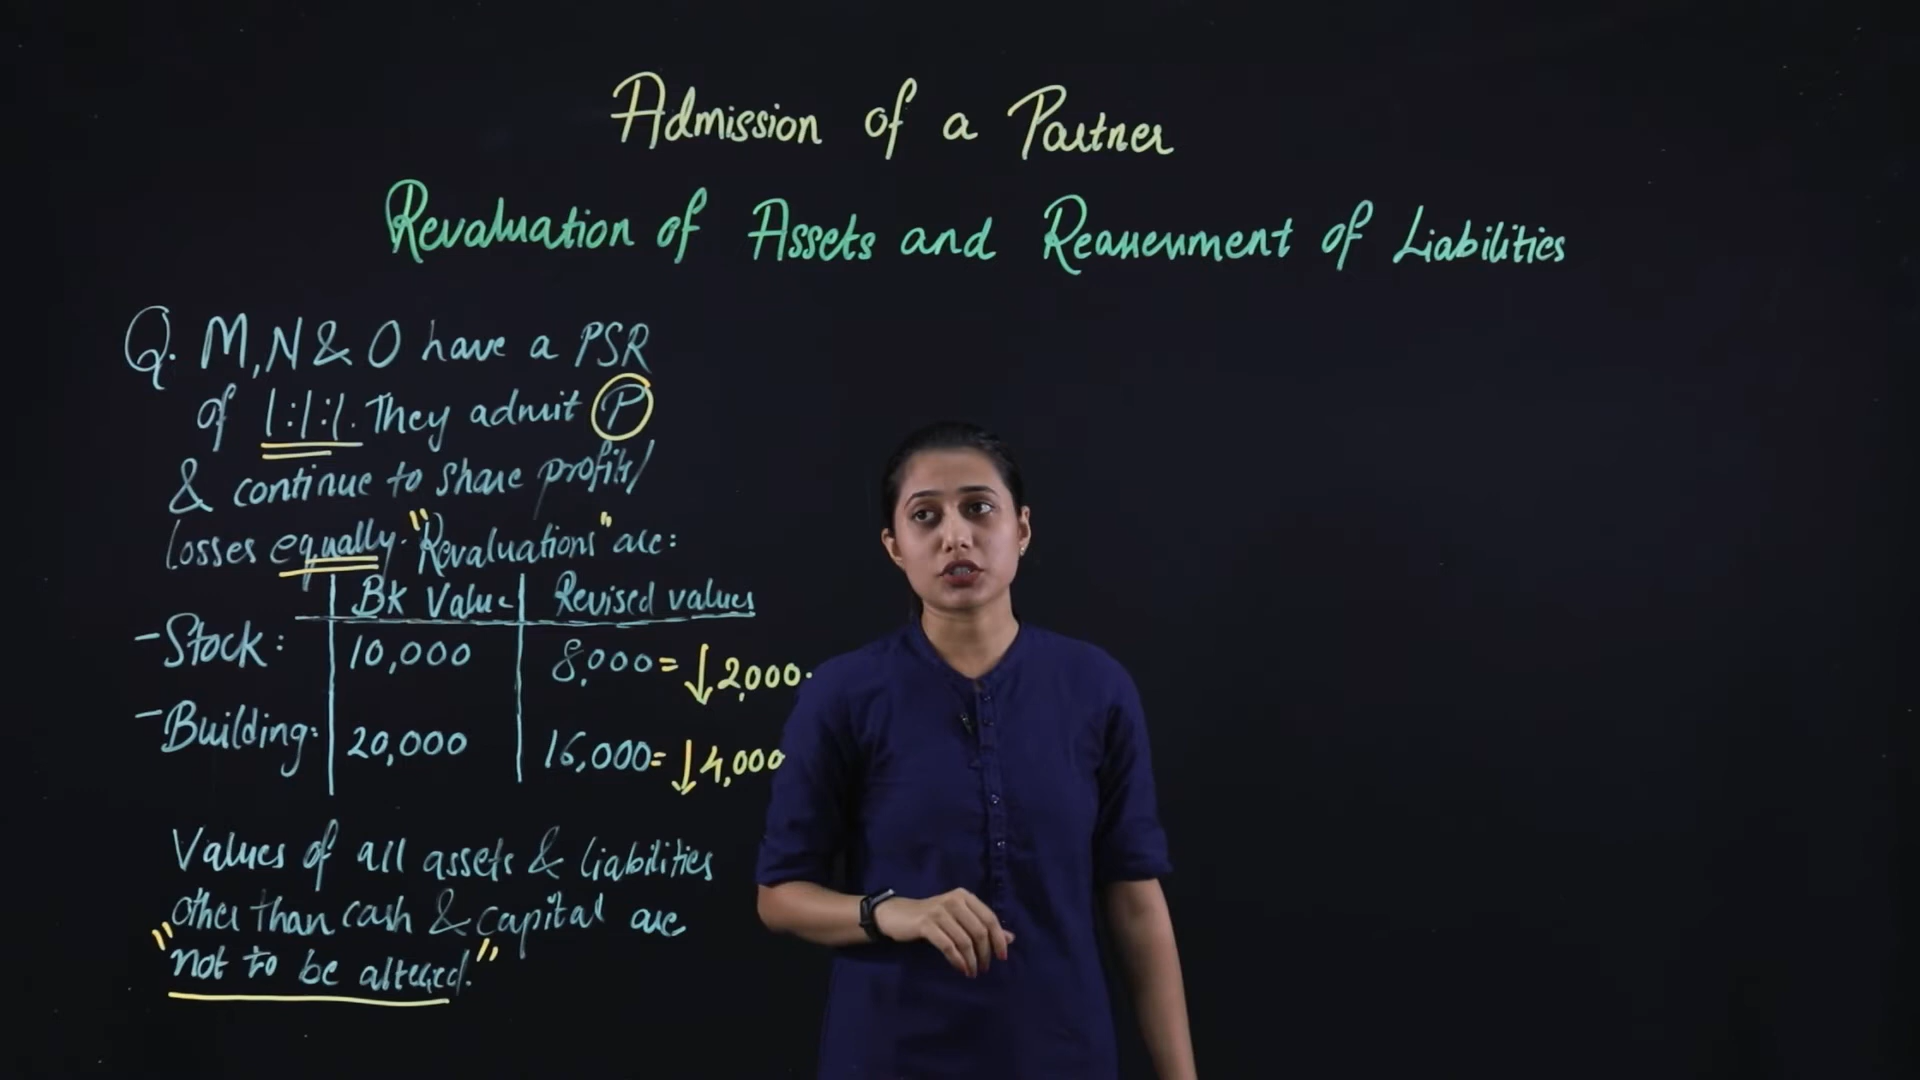 Admission of a Partner
Revaluation of Assets and Reassessment of Liabilities
Q. M, N & O have a PSR
of 1:1:1. They admit P
& continue to share profits/
losses equally. "Revaluations" are:
Bk Value Revised values
- Stock: 10,000 8,000 = ↓ 2,000.
- Building: 20,000 16,000 = ↓ 4,000
Values of all assets & liabilities
other than cash & capital are
"not to be altered."